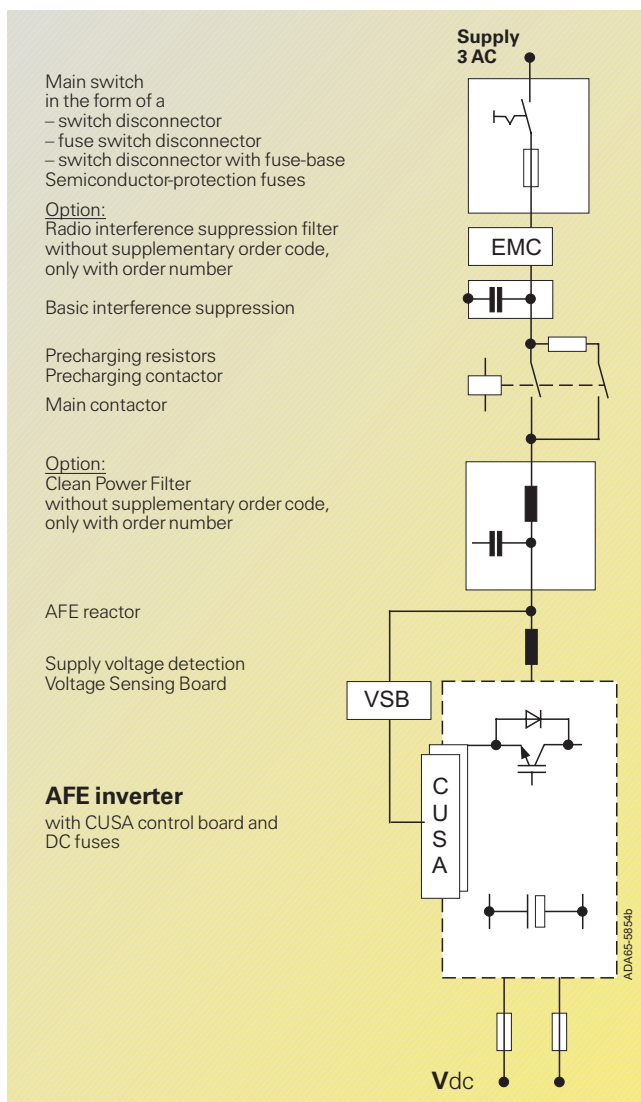 Supply
3 AC
Main switch
in the form of a
– switch disconnector
– fuse switch disconnector
– switch disconnector with fuse-base
Semiconductor-protection fuses
Option:
Radio interference suppression filter
without supplementary order code,
only with order number
EMC
Basic interference suppression
Precharging resistors
Precharging contactor
Main contactor
Option:
Clean Power Filter
without supplementary order code,
only with order number
AFE reactor
Supply voltage detection
Voltage Sensing Board
VSB
AFE inverter
with CUSA control board and
DC fuses
C
U
S
A
ADA65-5854b
Vdc